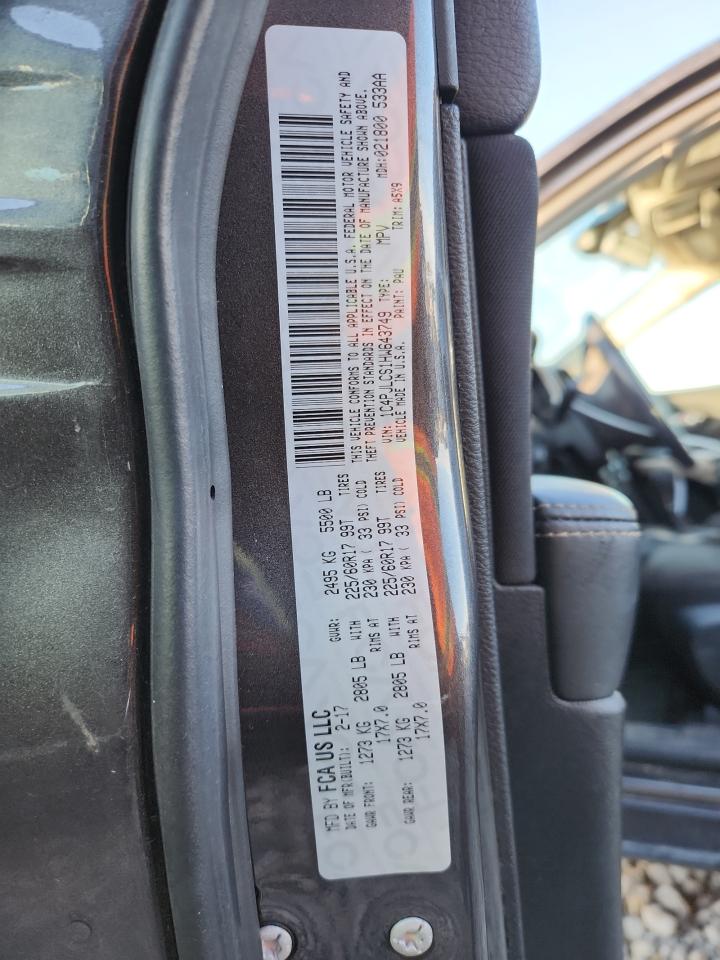 MFD BY FCA US LLC
DATE OF MFR(BUILT): 2-17 GVWR: 2495 KG 5500 LB
GAWR FRONT: 1273 KG 2805 LB WITH 225/60R17 99T TIRES
17X7.0 RIMS AT 230 KPA ( 33 PSI) COLD
GAWR REAR: 1273 KG 2805 LB WITH 225/60R17 99T TIRES
17X7.0 RIMS AT 230 KPA ( 33 PSI) COLD
THIS VEHICLE CONFORMS TO ALL APPLICABLE U.S.A. FEDERAL MOTOR VEHICLE SAFETY AND
THEFT PREVENTION STANDARDS IN EFFECT ON THE DATE OF MANUFACTURE SHOWN ABOVE.
VIN: 1C4PJLCS1HW643749 TYPE: MPV MDH:021800 533AA
VEHICLE MADE IN U.S.A. PAINT: PAU TRIM: A5X9